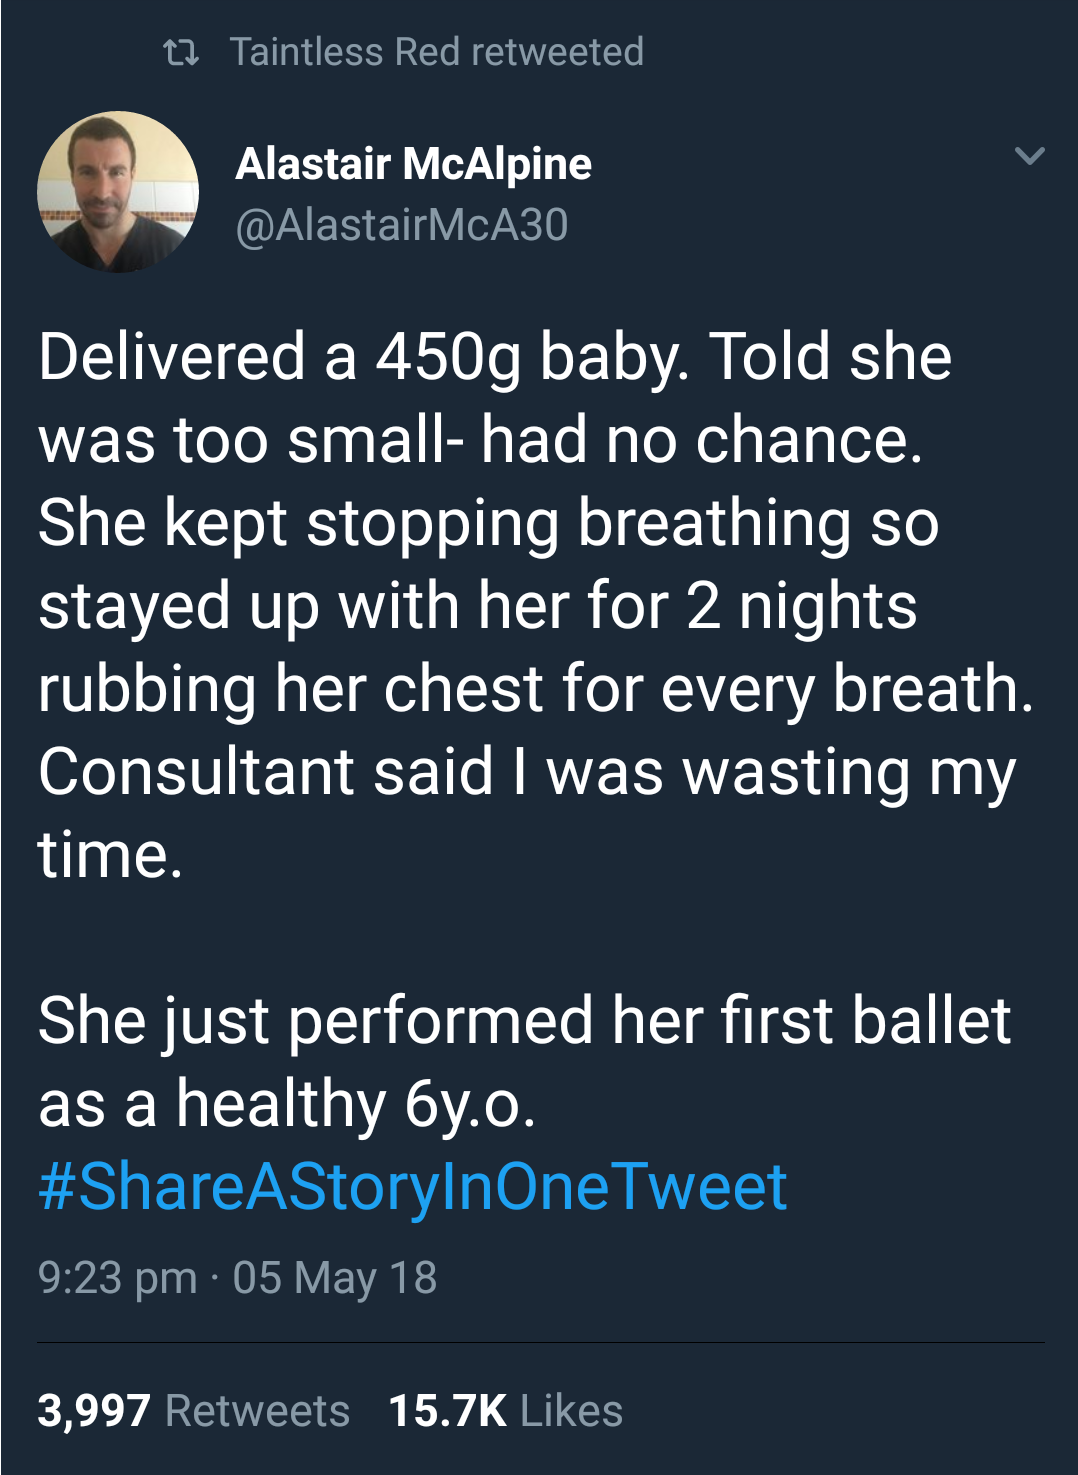 Taintless Red retweeted
Alastair McAlpine
@AlastairMcA30
Delivered a 450g baby. Told she
was too small- had no chance.
She kept stopping breathing so
stayed up with her for 2 nights
rubbing her chest for every breath.
Consultant said I was wasting my
time.
She just performed her first ballet
as a healthy 6y.o.
#ShareAStoryInOneTweet
9:23 pm · 05 May 18
3,997 Retweets 15.7K Likes